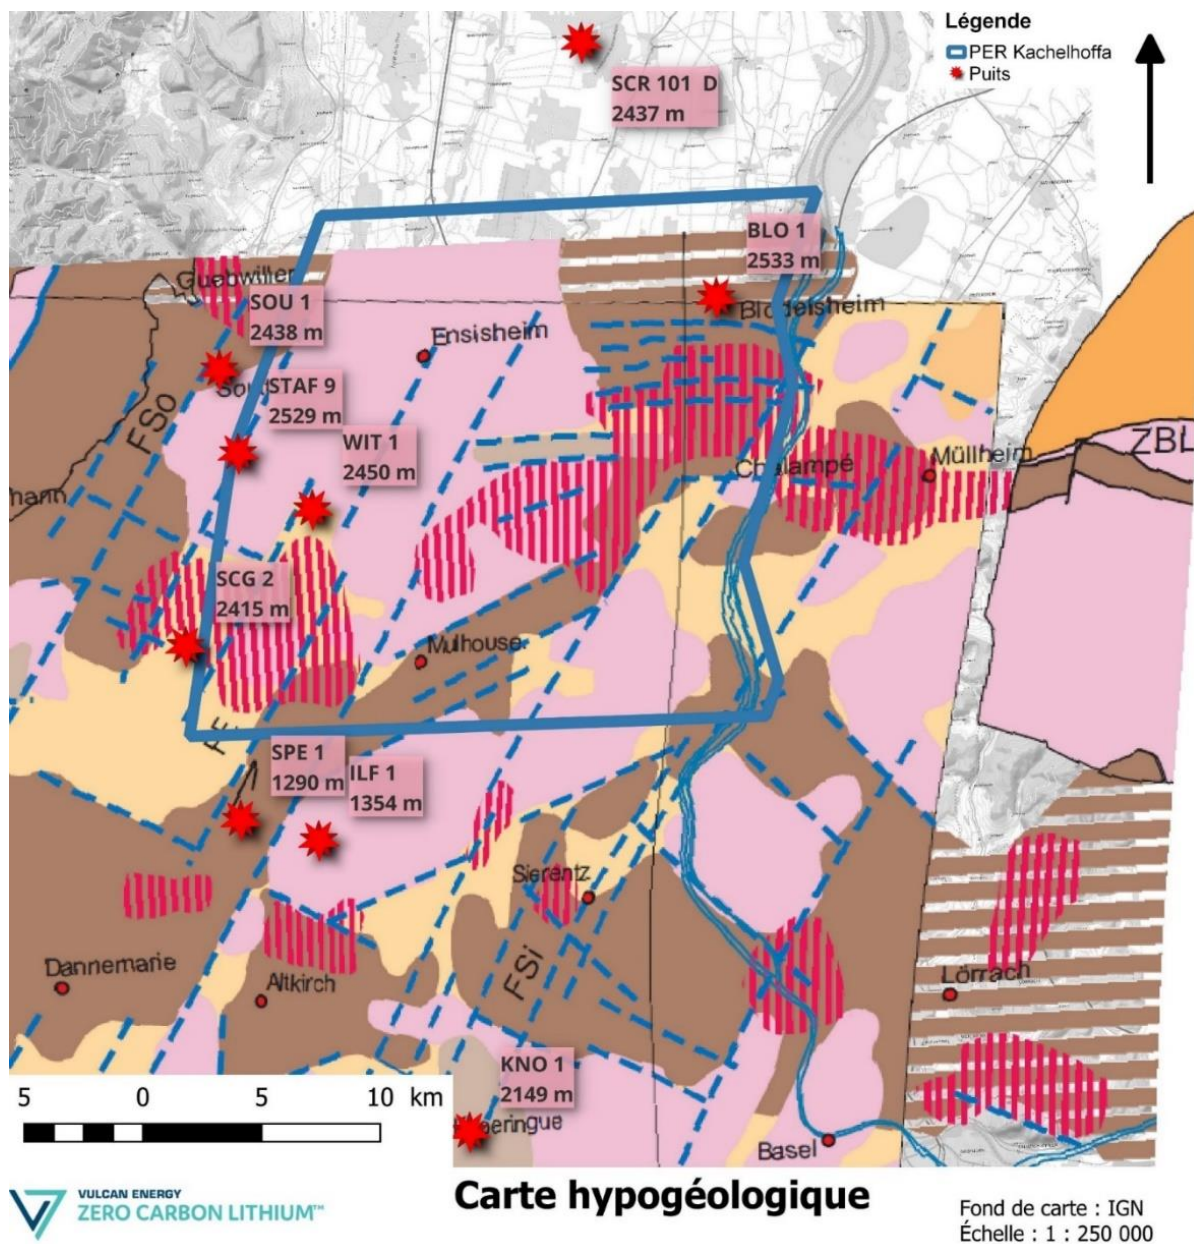 Légende
PER Kachelhoffa
Puits
SCR 101 D
2437 m
BLO 1
2533 m
Guebwiller
SOU 1
2438 m
Blodelsheim
Ensisheim
STAF 9
2529 m
FSo
WIT 1
2450 m
ZBL
Chalampé
Müllheim
hann
SCG 2
2415 m
Mulhouse
SPE 1
1290 m
ILF 1
1354 m
Sierentz
Dannemarie
Altkirch
FSi
Lörrach
KNO 1
2149 m
eringue
Basel
5 0 5 10 km
VULCAN ENERGY
ZERO CARBON LITHIUM™
Carte hypogéologique
Fond de carte : IGN
Échelle : 1 : 250 000